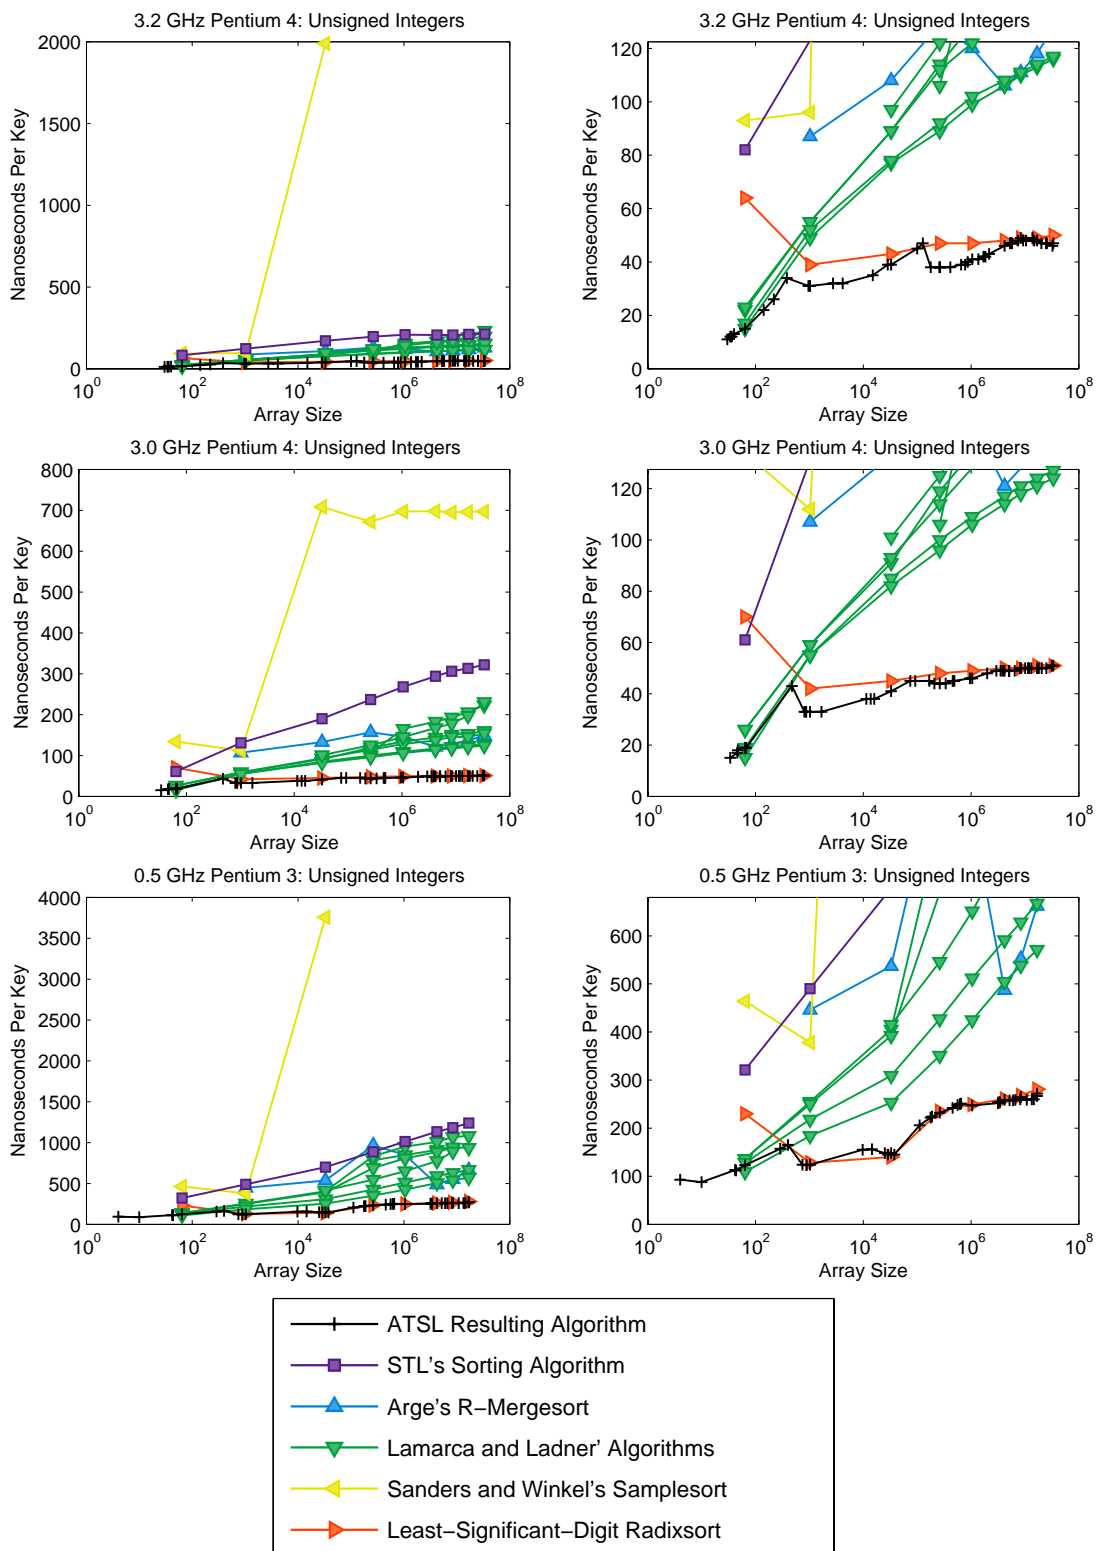 3.2 GHz Pentium 4: Unsigned Integers
2000
1500
1000
500
0
10^0 10^2 10^4 10^6 10^8
Nanoseconds Per Key
Array Size
3.2 GHz Pentium 4: Unsigned Integers
120
100
80
60
40
20
0
10^0 10^2 10^4 10^6 10^8
Nanoseconds Per Key
Array Size
3.0 GHz Pentium 4: Unsigned Integers
800
700
600
500
400
300
200
100
0
10^0 10^2 10^4 10^6 10^8
Nanoseconds Per Key
Array Size
3.0 GHz Pentium 4: Unsigned Integers
120
100
80
60
40
20
0
10^0 10^2 10^4 10^6 10^8
Nanoseconds Per Key
Array Size
0.5 GHz Pentium 3: Unsigned Integers
4000
3500
3000
2500
2000
1500
1000
500
0
10^0 10^2 10^4 10^6 10^8
Nanoseconds Per Key
Array Size
0.5 GHz Pentium 3: Unsigned Integers
600
500
400
300
200
100
0
10^0 10^2 10^4 10^6 10^8
Nanoseconds Per Key
Array Size
ATSL Resulting Algorithm
STL's Sorting Algorithm
Arge's R−Mergesort
Lamarca and Ladner' Algorithms
Sanders and Winkel's Samplesort
Least−Significant−Digit Radixsort